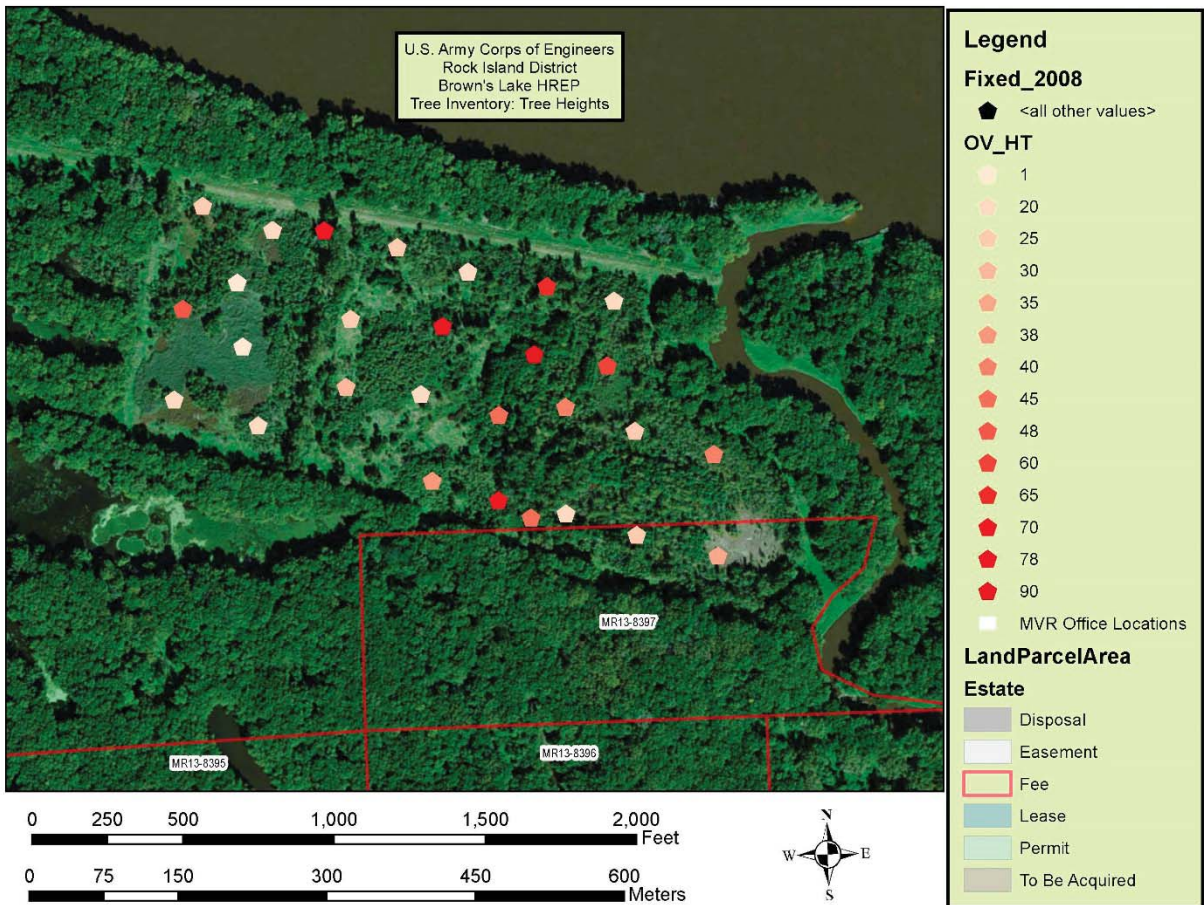 U.S. Army Corps of Engineers
Rock Island District
Brown's Lake HREP
Tree Inventory: Tree Heights
MR13-8397
MR13-8395
MR13-8396
0 250 500 1,000 1,500 2,000
Feet
0 75 150 300 450 600
Meters
N
W E
S
Legend
Fixed_2008
<all other values>
OV_HT
1
20
25
30
35
38
40
45
48
60
65
70
78
90
MVR Office Locations
LandParcelArea
Estate
Disposal
Easement
Fee
Lease
Permit
To Be Acquired